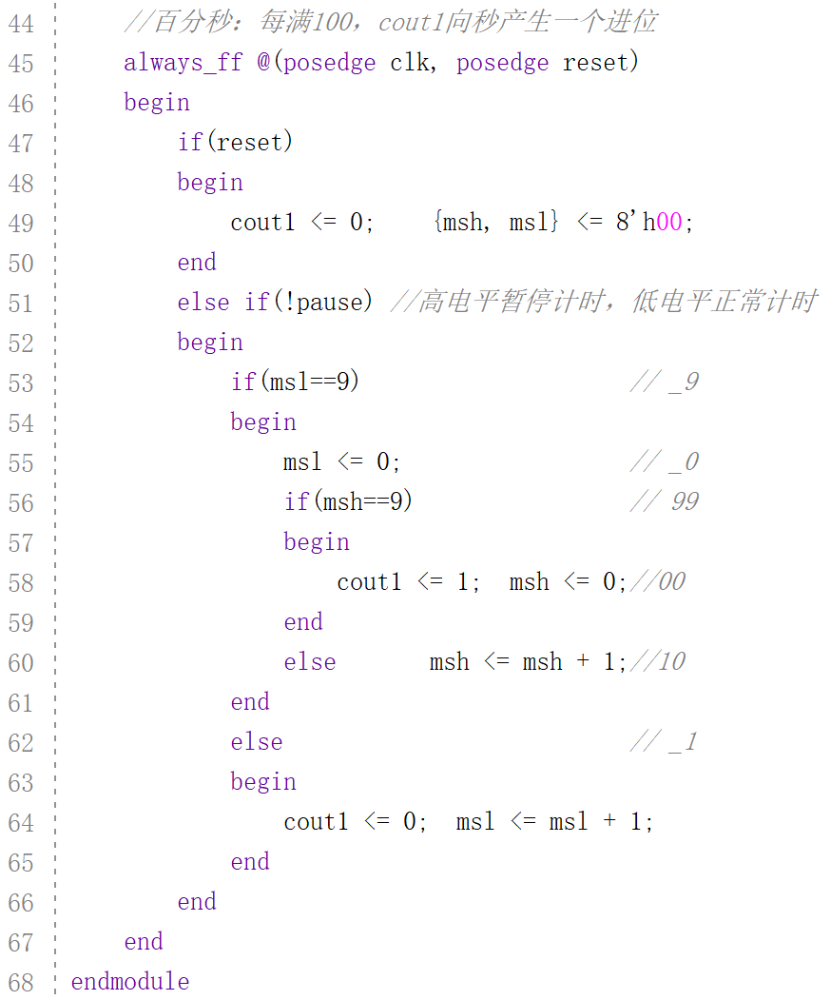 44 //百分秒：每满100，cout1向秒产生一个进位
45 always_ff @(posedge clk, posedge reset)
46 begin
47 if(reset)
48 begin
49 cout1 <= 0; {msh, msl} <= 8'h00;
50 end
51 else if(!pause) //高电平暂停计时，低电平正常计时
52 begin
53 if(msl==9) // _9
54 begin
55 msl <= 0; // _0
56 if(msh==9) // 99
57 begin
58 cout1 <= 1; msh <= 0;//00
59 end
60 else msh <= msh + 1;//10
61 end
62 else // _1
63 begin
64 cout1 <= 0; msl <= msl + 1;
65 end
66 end
67 end
68 endmodule